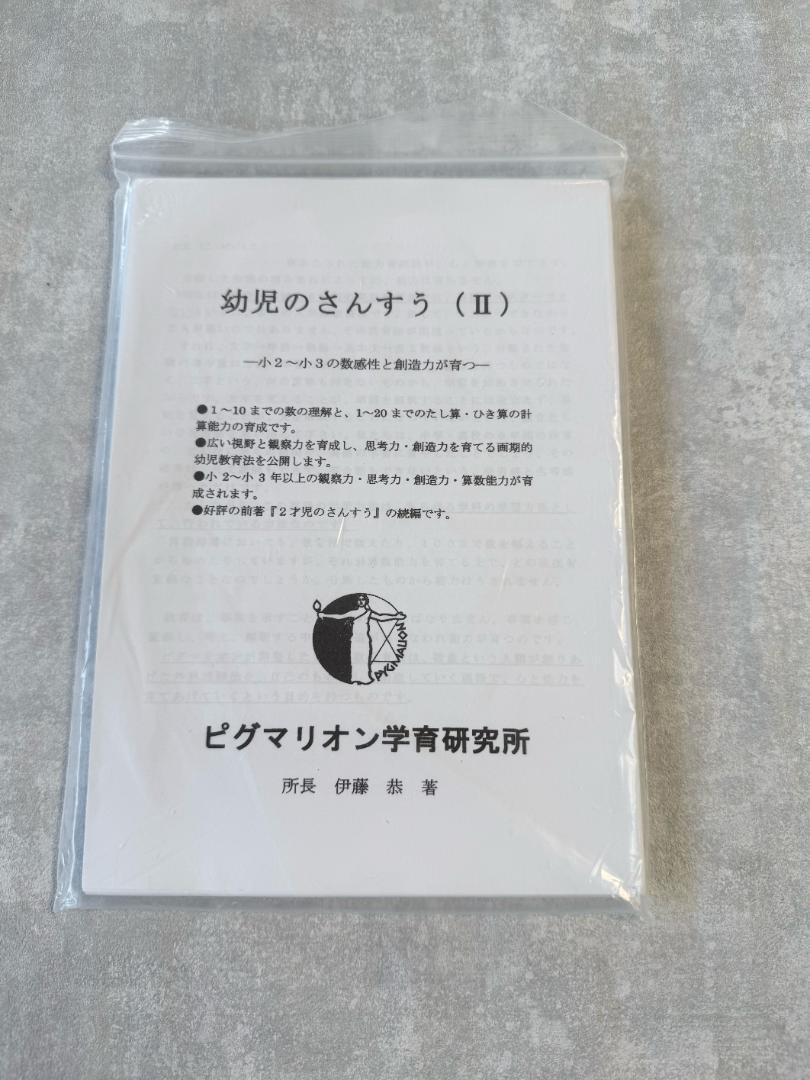 幼児のさんすう（Ⅱ）
―小２～小３の数感性と創造力が育つ―
●１～10 までの数の理解と、1～20 までのたし算・ひき算の計
算能力の育成です。
●広い視野と観察力を育成し、思考力・創造力を育てる画期的
幼児教育法を公開します。
●小 2～小 3 年以上の観察力・思考力・創造力・算数能力が育
成されます。
●好評の前著『２才児のさんすう』の続編です。
PYGMALION
ピグマリオン学育研究所
所長　伊藤　恭　著